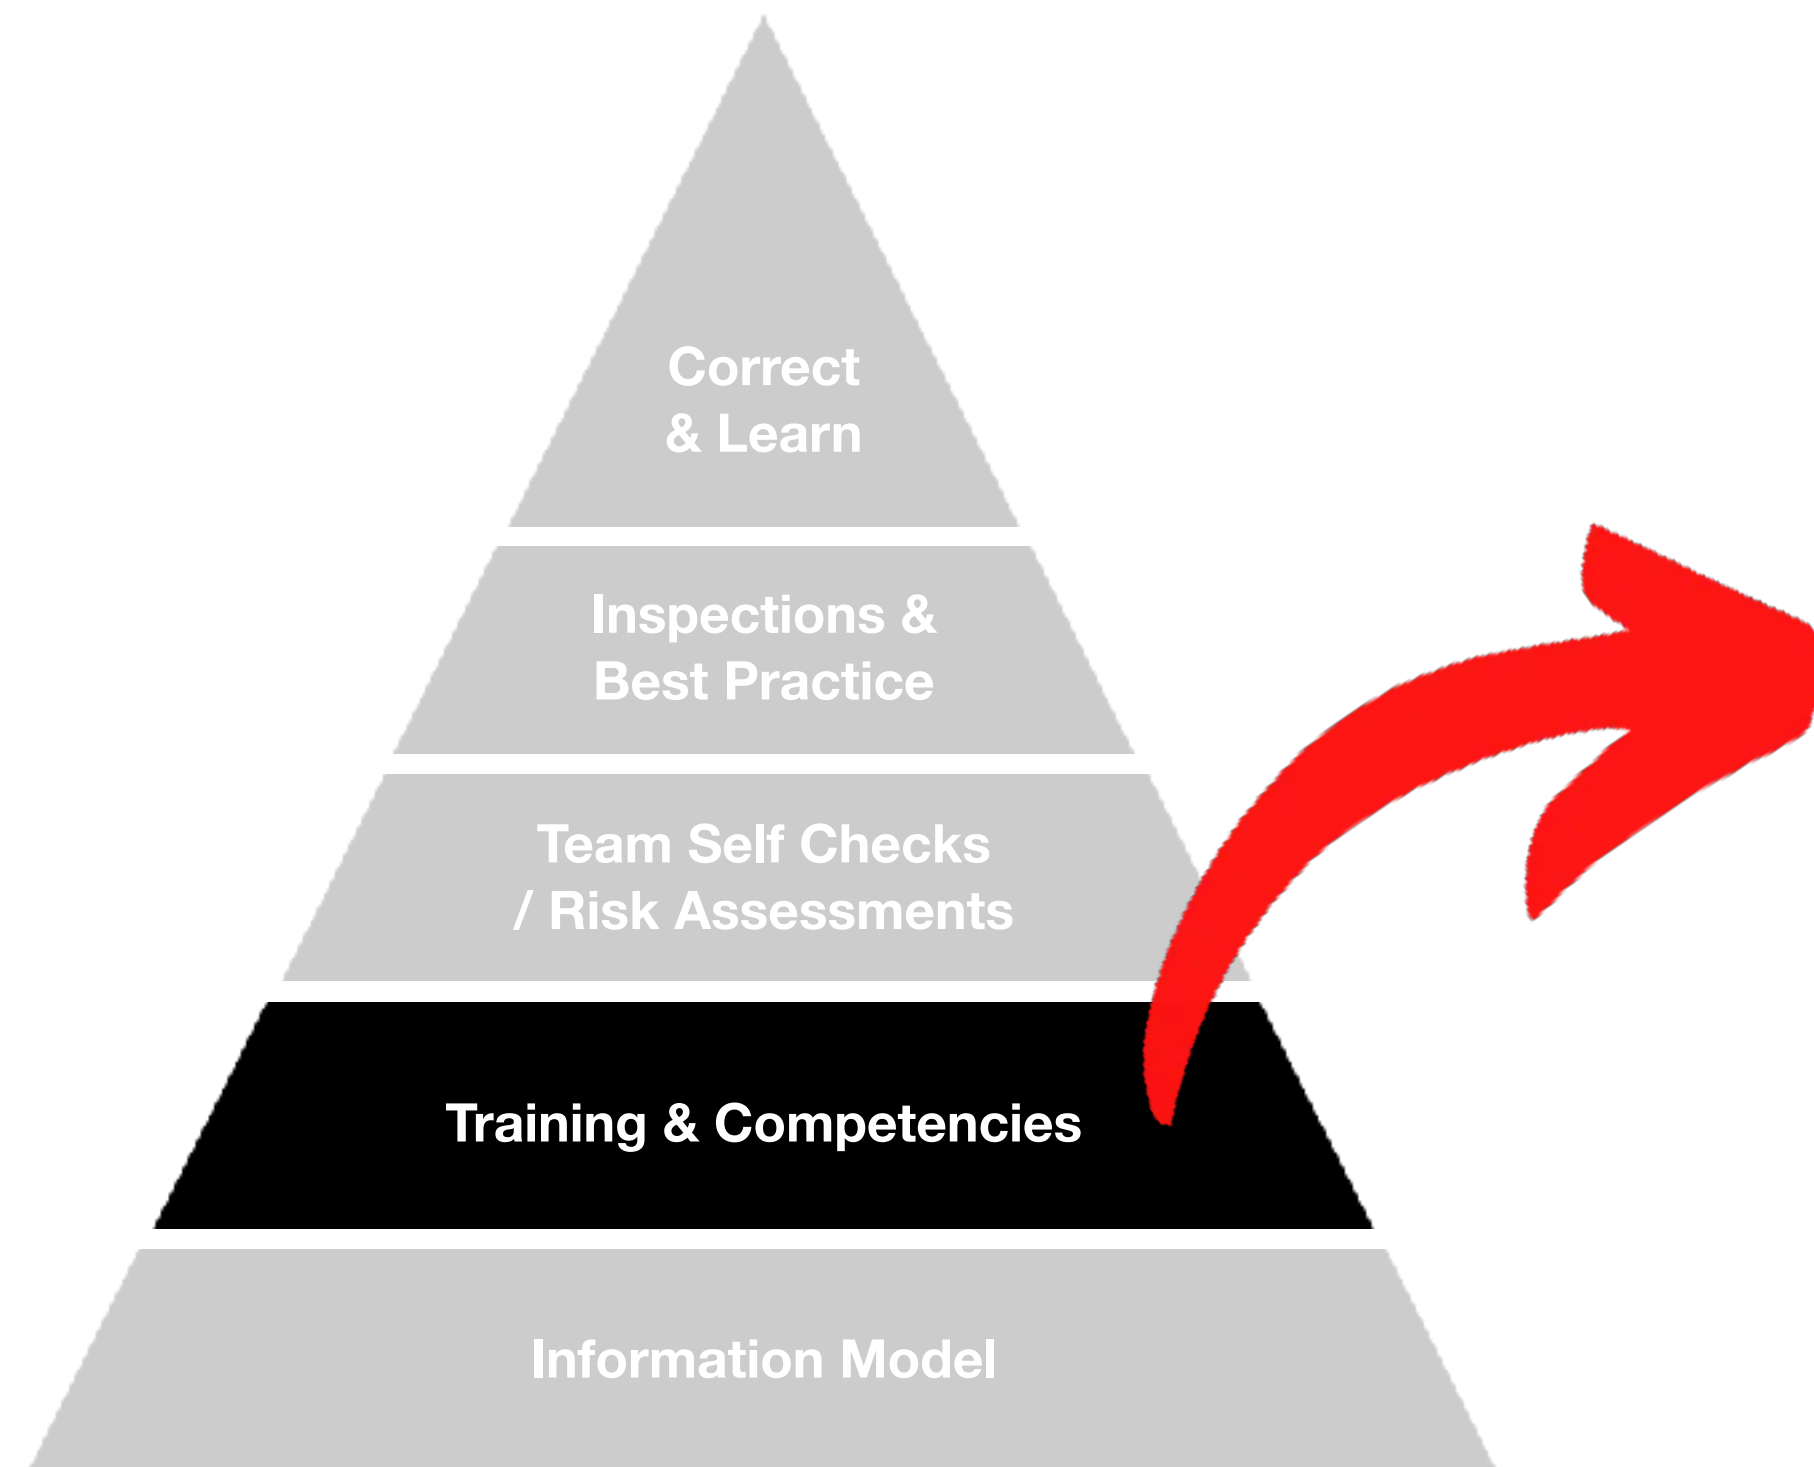 Correct
& Learn
Inspections &
Best Practice
Team Self Checks
/ Risk Assessments
Training & Competencies
Information Model